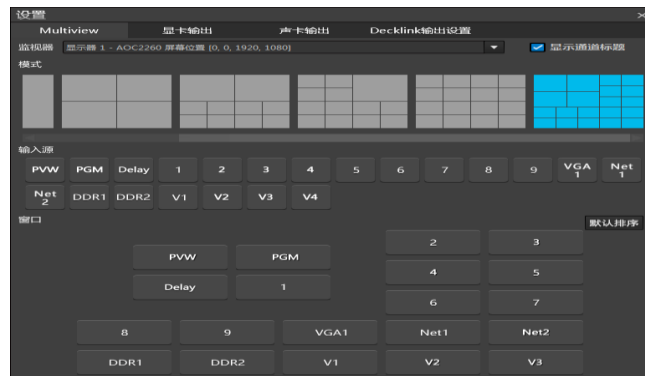 设置 ×
Multiview 显卡输出 声卡输出 Decklink输出设置
监视器 显示器 1 - AOC2260 屏幕位置 [0, 0, 1920, 1080] 显示通道标题
模式
输入源
PVW PGM Delay 1 2 3 4 5 6 7 8 9 VGA 1 Net 1
Net 2 DDR1 DDR2 V1 V2 V3 V4
窗口 默认排序
2 3
PVW PGM
4 5
Delay 1
6 7
8 9 VGA1 Net1 Net2
DDR1 DDR2 V1 V2 V3